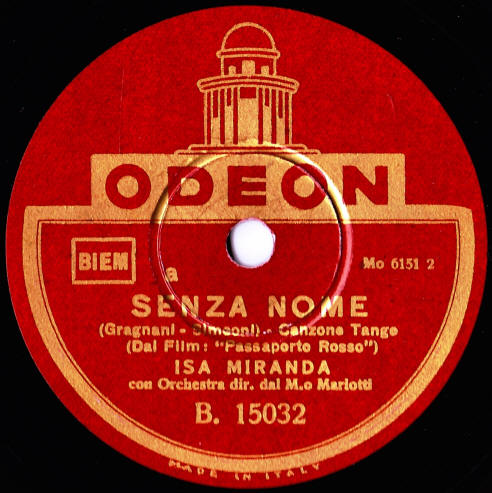 ODEON
BIEM
a
Mo 6151 2
SENZA NOME
(Gragnani - Simeoni) - Canzone Tango
(Dal Film: "Passaporto Rosso")
ISA MIRANDA
con Orchestra dir. dal M.o Mariotti
B. 15032
MADE IN ITALY